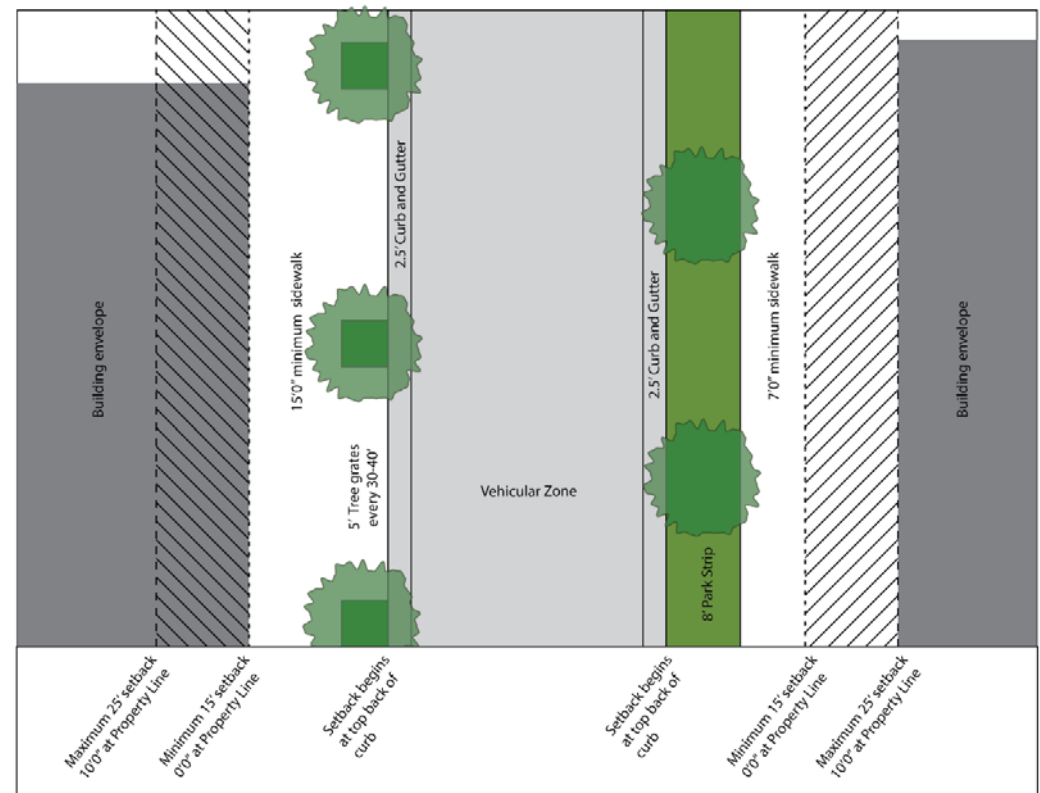 Building envelope
15'0" minimum sidewalk
5' Tree grates
every 30-40'
2.5' Curb and Gutter
Vehicular Zone
2.5' Curb and Gutter
8' Park Strip
7'0" minimum sidewalk
Building envelope
Maximum 25' setback
10'0" at Property Line
Minimum 15' setback
0'0" at Property Line
Setback begins
at top back of
curb
Setback begins
at top back of
curb
Minimum 15' setback
0'0" at Property Line
Maximum 25' setback
10'0" at Property Line